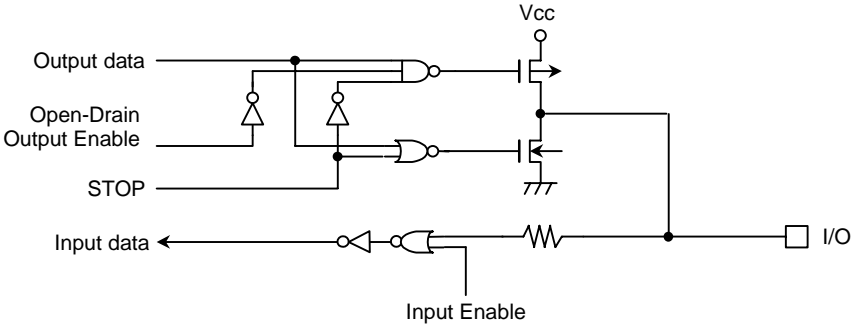 Vcc
Output data
Open-Drain
Output Enable
STOP
Input data
I/O
Input Enable